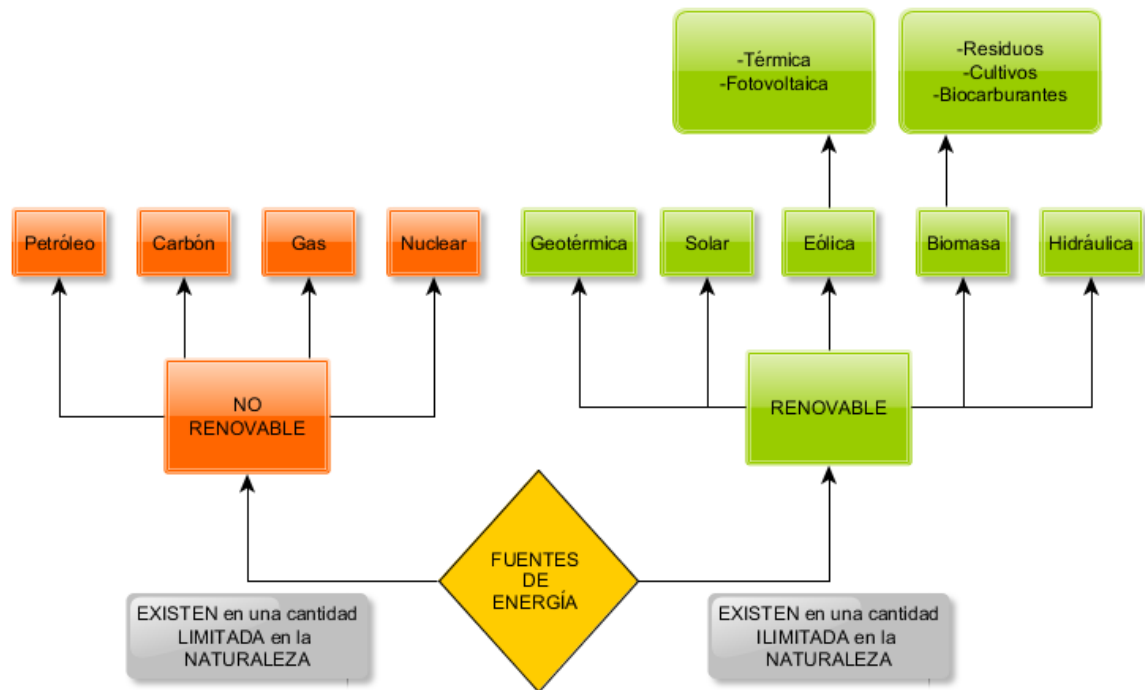 -Térmica
-Fotovoltaica
-Residuos
-Cultivos
-Biocarburantes
Petróleo
Carbón
Gas
Nuclear
Geotérmica
Solar
Eólica
Biomasa
Hidráulica
NO
RENOVABLE
RENOVABLE
FUENTES
DE
ENERGÍA
EXISTEN en una cantidad
LIMITADA en la
NATURALEZA
EXISTEN en una cantidad
ILIMITADA en la
NATURALEZA